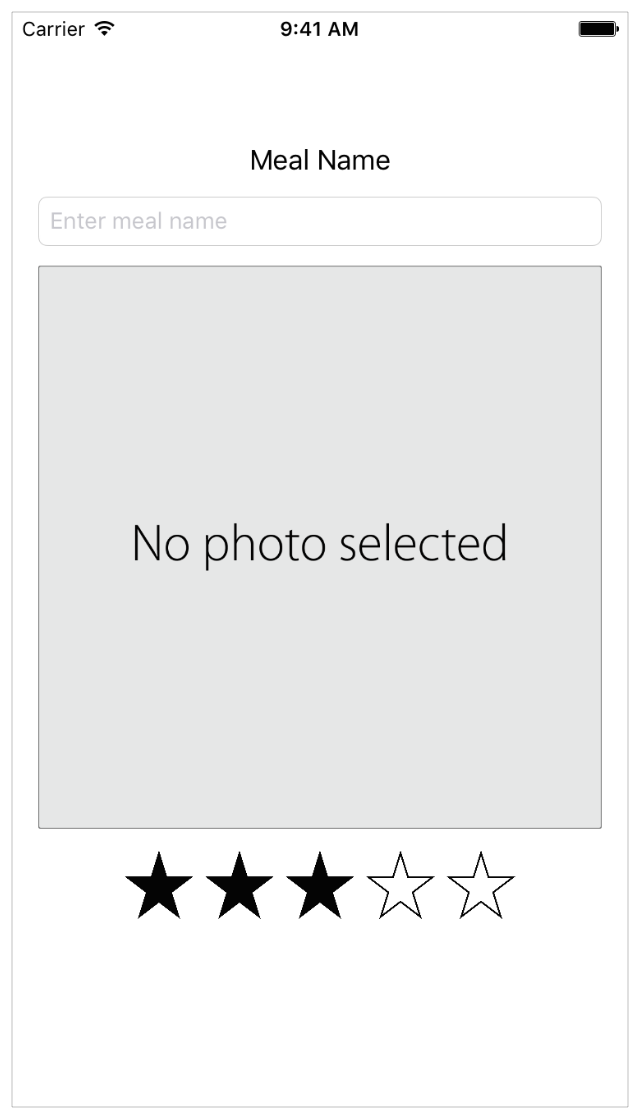 Carrier 9:41 AM
Meal Name
Enter meal name
No photo selected